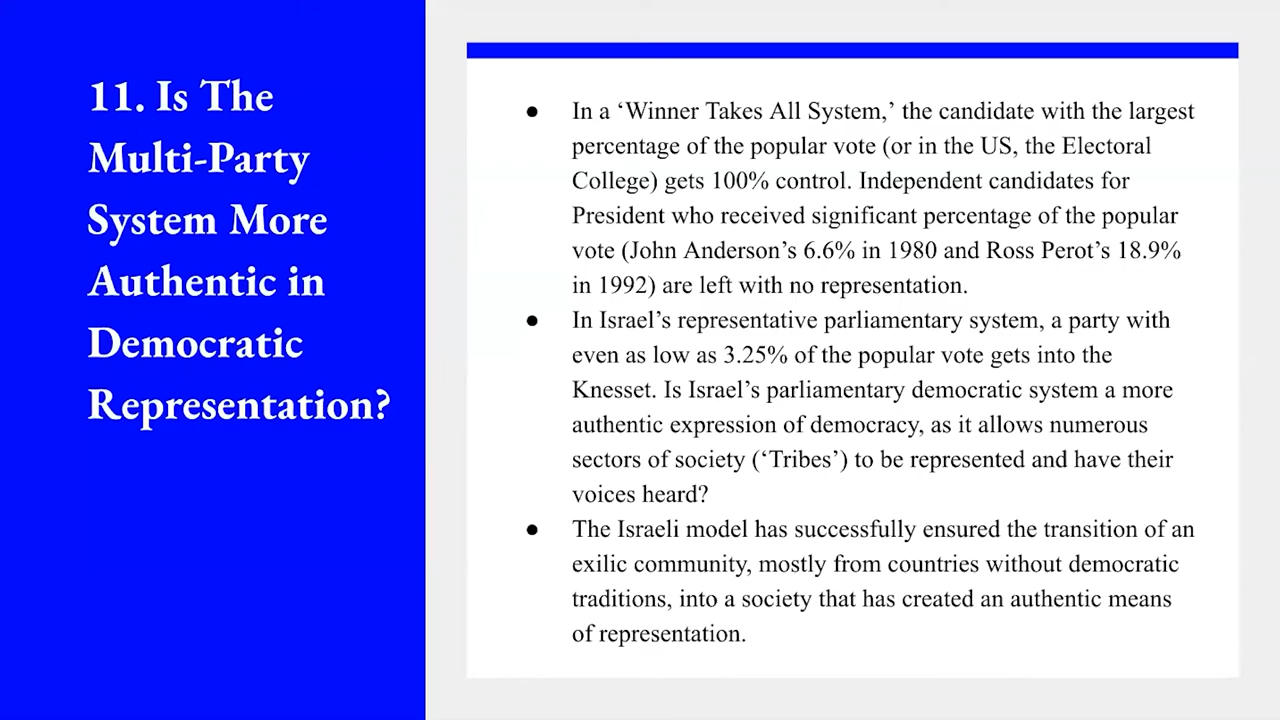 11. Is The
Multi-Party
System More
Authentic in
Democratic
Representation?
● In a ‘Winner Takes All System,’ the candidate with the largest
percentage of the popular vote (or in the US, the Electoral
College) gets 100% control. Independent candidates for
President who received significant percentage of the popular
vote (John Anderson’s 6.6% in 1980 and Ross Perot’s 18.9%
in 1992) are left with no representation.
● In Israel’s representative parliamentary system, a party with
even as low as 3.25% of the popular vote gets into the
Knesset. Is Israel’s parliamentary democratic system a more
authentic expression of democracy, as it allows numerous
sectors of society (‘Tribes’) to be represented and have their
voices heard?
● The Israeli model has successfully ensured the transition of an
exilic community, mostly from countries without democratic
traditions, into a society that has created an authentic means
of representation.